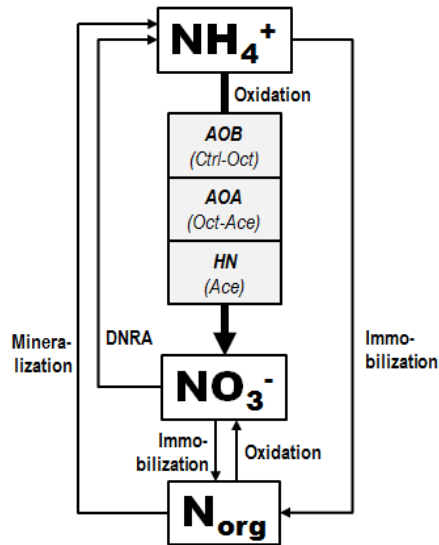 NH₄⁺
Oxidation
AOB
(Ctrl-Oct)
AOA
(Oct-Ace)
HN
(Ace)
Minera-
lization
DNRA
Immo-
bilization
NO₃⁻
Immo-
bilization
Oxidation
Norg